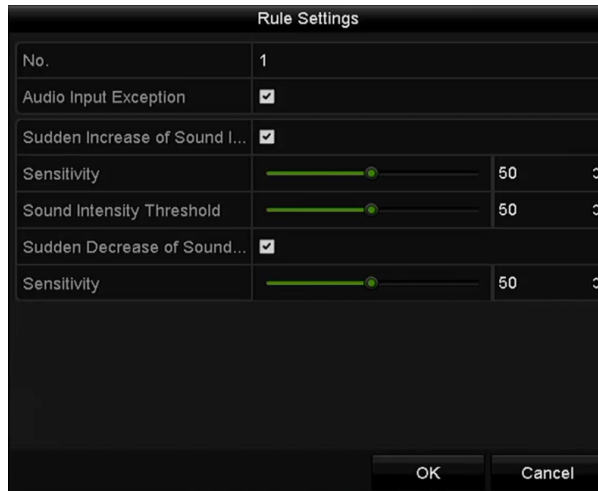 Rule Settings
No. 1
Audio Input Exception
Sudden Increase of Sound I...
Sensitivity 50
Sound Intensity Threshold 50
Sudden Decrease of Sound...
Sensitivity 50
OK Cancel